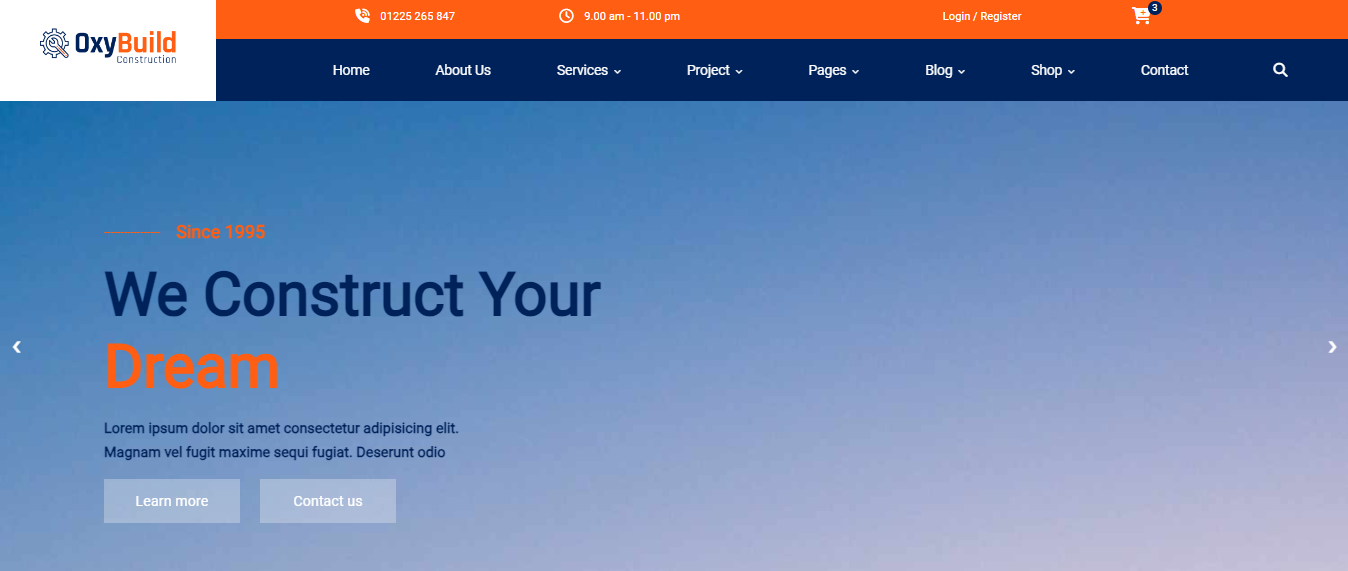 OxyBuild
Construction
01225 265 847
9.00 am - 11.00 pm
Login / Register
3
Home
About Us
Services
Project
Pages
Blog
Shop
Contact
Since 1995
We Construct Your
Dream
Lorem ipsum dolor sit amet consectetur adipisicing elit.
Magnam vel fugit maxime sequi fugiat. Deserunt odio
Learn more
Contact us